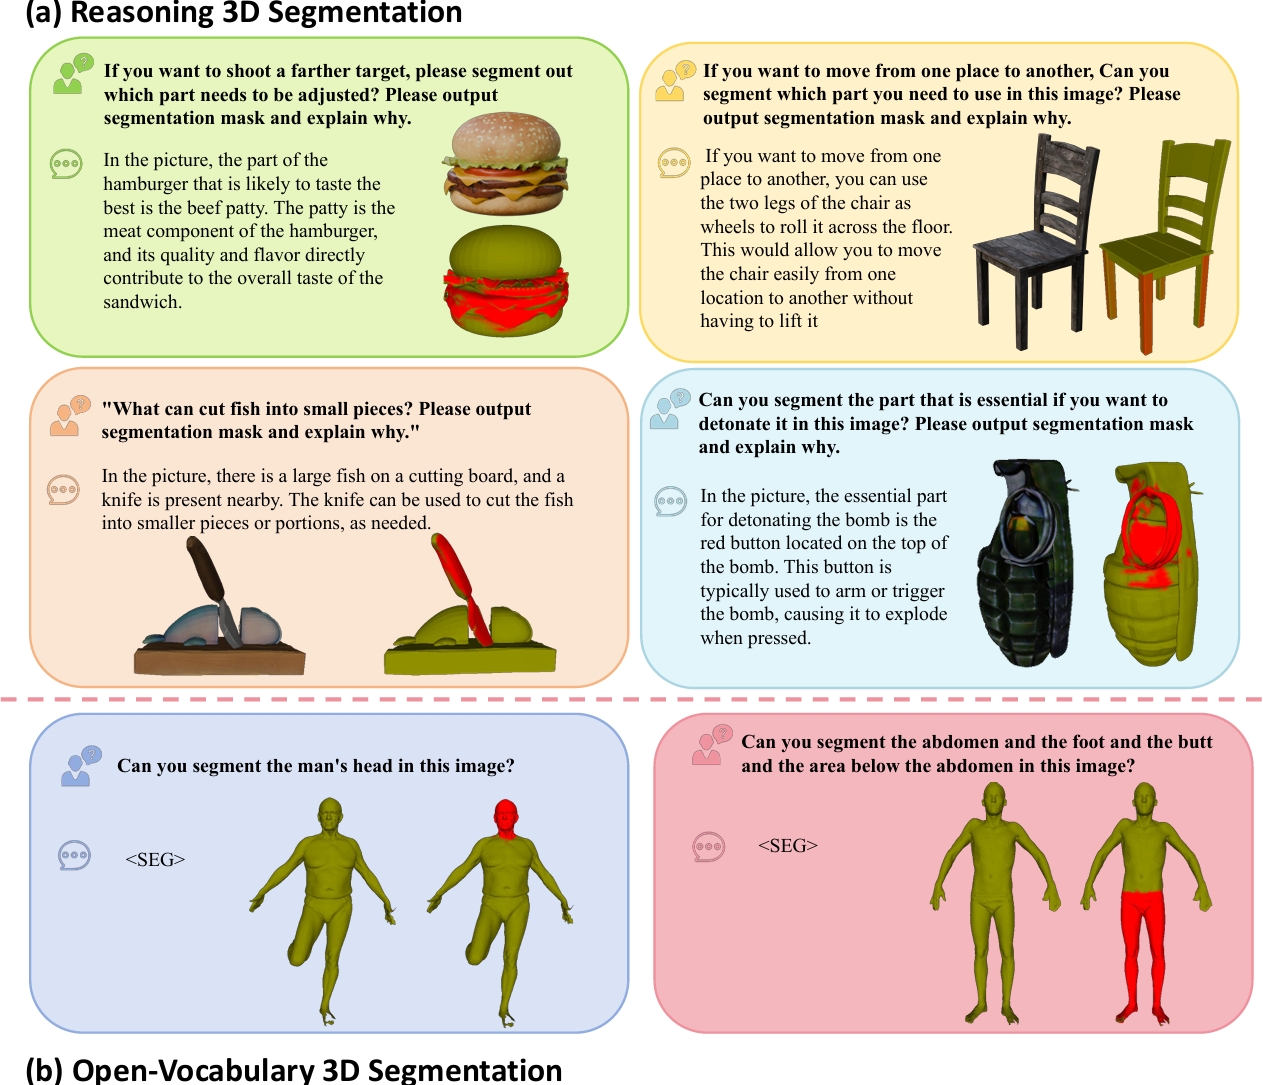 (a) Reasoning 3D Segmentation
If you want to shoot a farther target, please segment out
which part needs to be adjusted? Please output
segmentation mask and explain why.
In the picture, the part of the
hamburger that is likely to taste the
best is the beef patty. The patty is the
meat component of the hamburger,
and its quality and flavor directly
contribute to the overall taste of the
sandwich.
If you want to move from one place to another, Can you
segment which part you need to use in this image? Please
output segmentation mask and explain why.
If you want to move from one
place to another, you can use
the two legs of the chair as
wheels to roll it across the floor.
This would allow you to move
the chair easily from one
location to another without
having to lift it
"What can cut fish into small pieces? Please output
segmentation mask and explain why."
In the picture, there is a large fish on a cutting board, and a
knife is present nearby. The knife can be used to cut the fish
into smaller pieces or portions, as needed.
Can you segment the part that is essential if you want to
detonate it in this image? Please output segmentation mask
and explain why.
In the picture, the essential part
for detonating the bomb is the
red button located on the top of
the bomb. This button is
typically used to arm or trigger
the bomb, causing it to explode
when pressed.
Can you segment the man's head in this image?
<SEG>
Can you segment the abdomen and the foot and the butt
and the area below the abdomen in this image?
<SEG>
(b) Open-Vocabulary 3D Segmentation